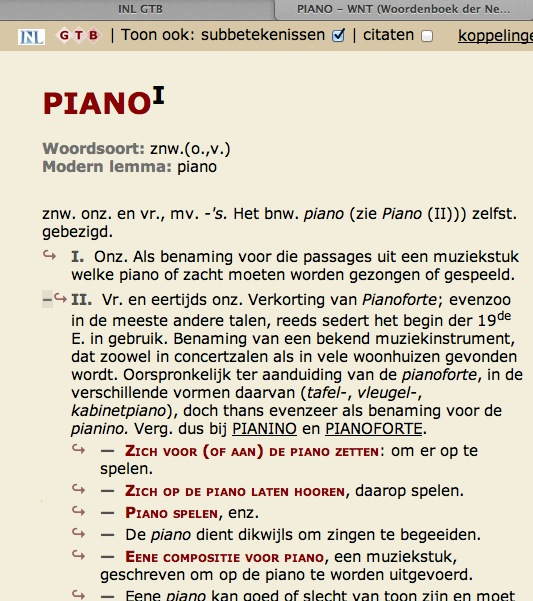 INL GTB
PIANO – WNT (Woordenboek der Ne...
INL G T B | Toon ook: subbetekenissen | citaten koppelinge
PIANO I
Woordsoort: znw.(o.,v.)
Modern lemma: piano
znw. onz. en vr., mv. -'s. Het bnw. piano (zie Piano (II))) zelfst.
gebezigd.
I. Onz. Als benaming voor die passages uit een muziekstuk
welke piano of zacht moeten worden gezongen of gespeeld.
– II. Vr. en eertijds onz. Verkorting van Pianoforte; evenzoo
in de meeste andere talen, reeds sedert het begin der 19de
E. in gebruik. Benaming van een bekend muziekinstrument,
dat zoowel in concertzalen als in vele woonhuizen gevonden
wordt. Oorspronkelijk ter aanduiding van de pianoforte, in de
verschillende vormen daarvan (tafel-, vleugel-,
kabinetpiano), doch thans evenzeer als benaming voor de
pianino. Verg. dus bij PIANINO en PIANOFORTE.
— Zich voor (of aan) de piano zetten: om er op te
spelen.
— Zich op de piano laten hooren, daarop spelen.
— Piano spelen, enz.
— De piano dient dikwijls om zingen te begeeiden.
— Eene compositie voor piano, een muziekstuk,
geschreven om op de piano te worden uitgevoerd.
— Eene piano kan goed of slecht van toon zijn en moet